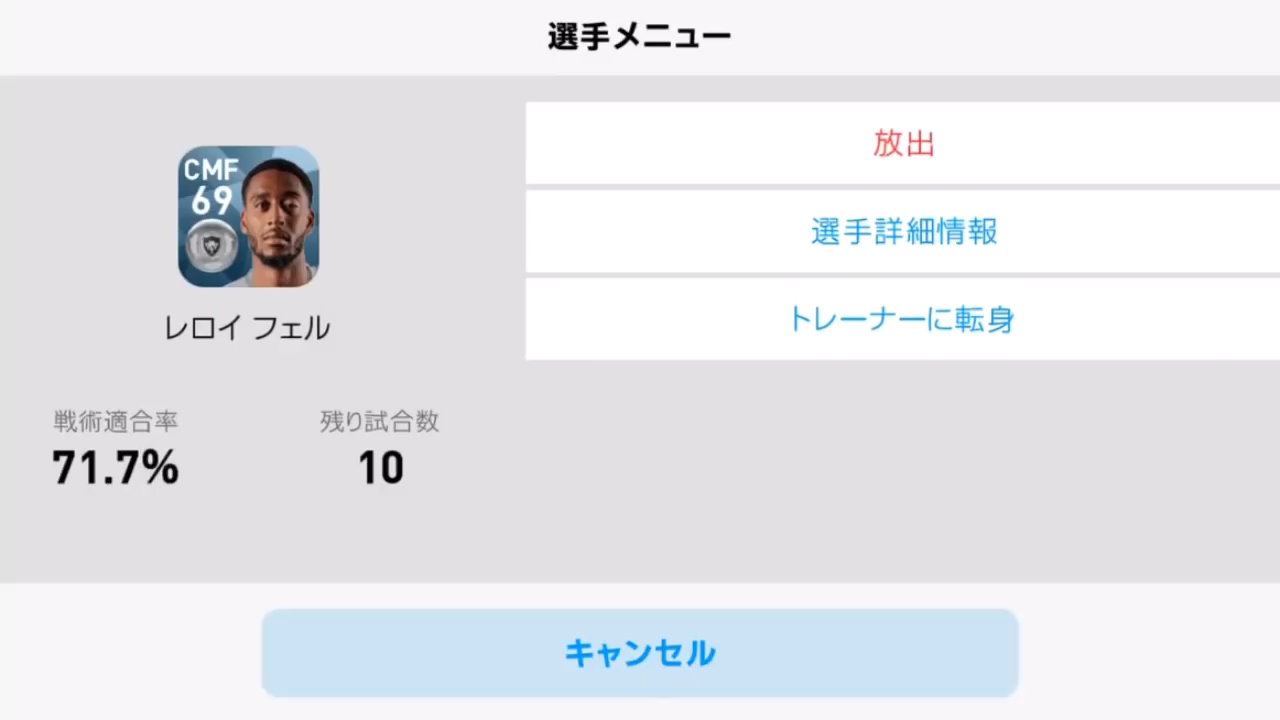 選手メニュー
CMF
69
レロイ フェル
戦術適合率
71.7%
残り試合数
10
放出
選手詳細情報
トレーナーに転身
キャンセル